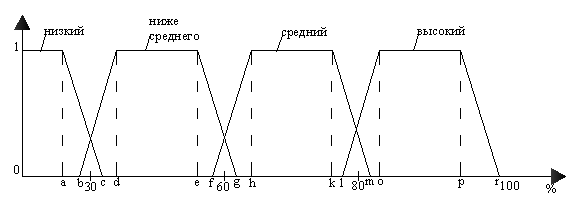 низкий
ниже
среднего
средний
высокий
1
0
a b 30 c d e f 60 g h k l 80 m o p r 100 %